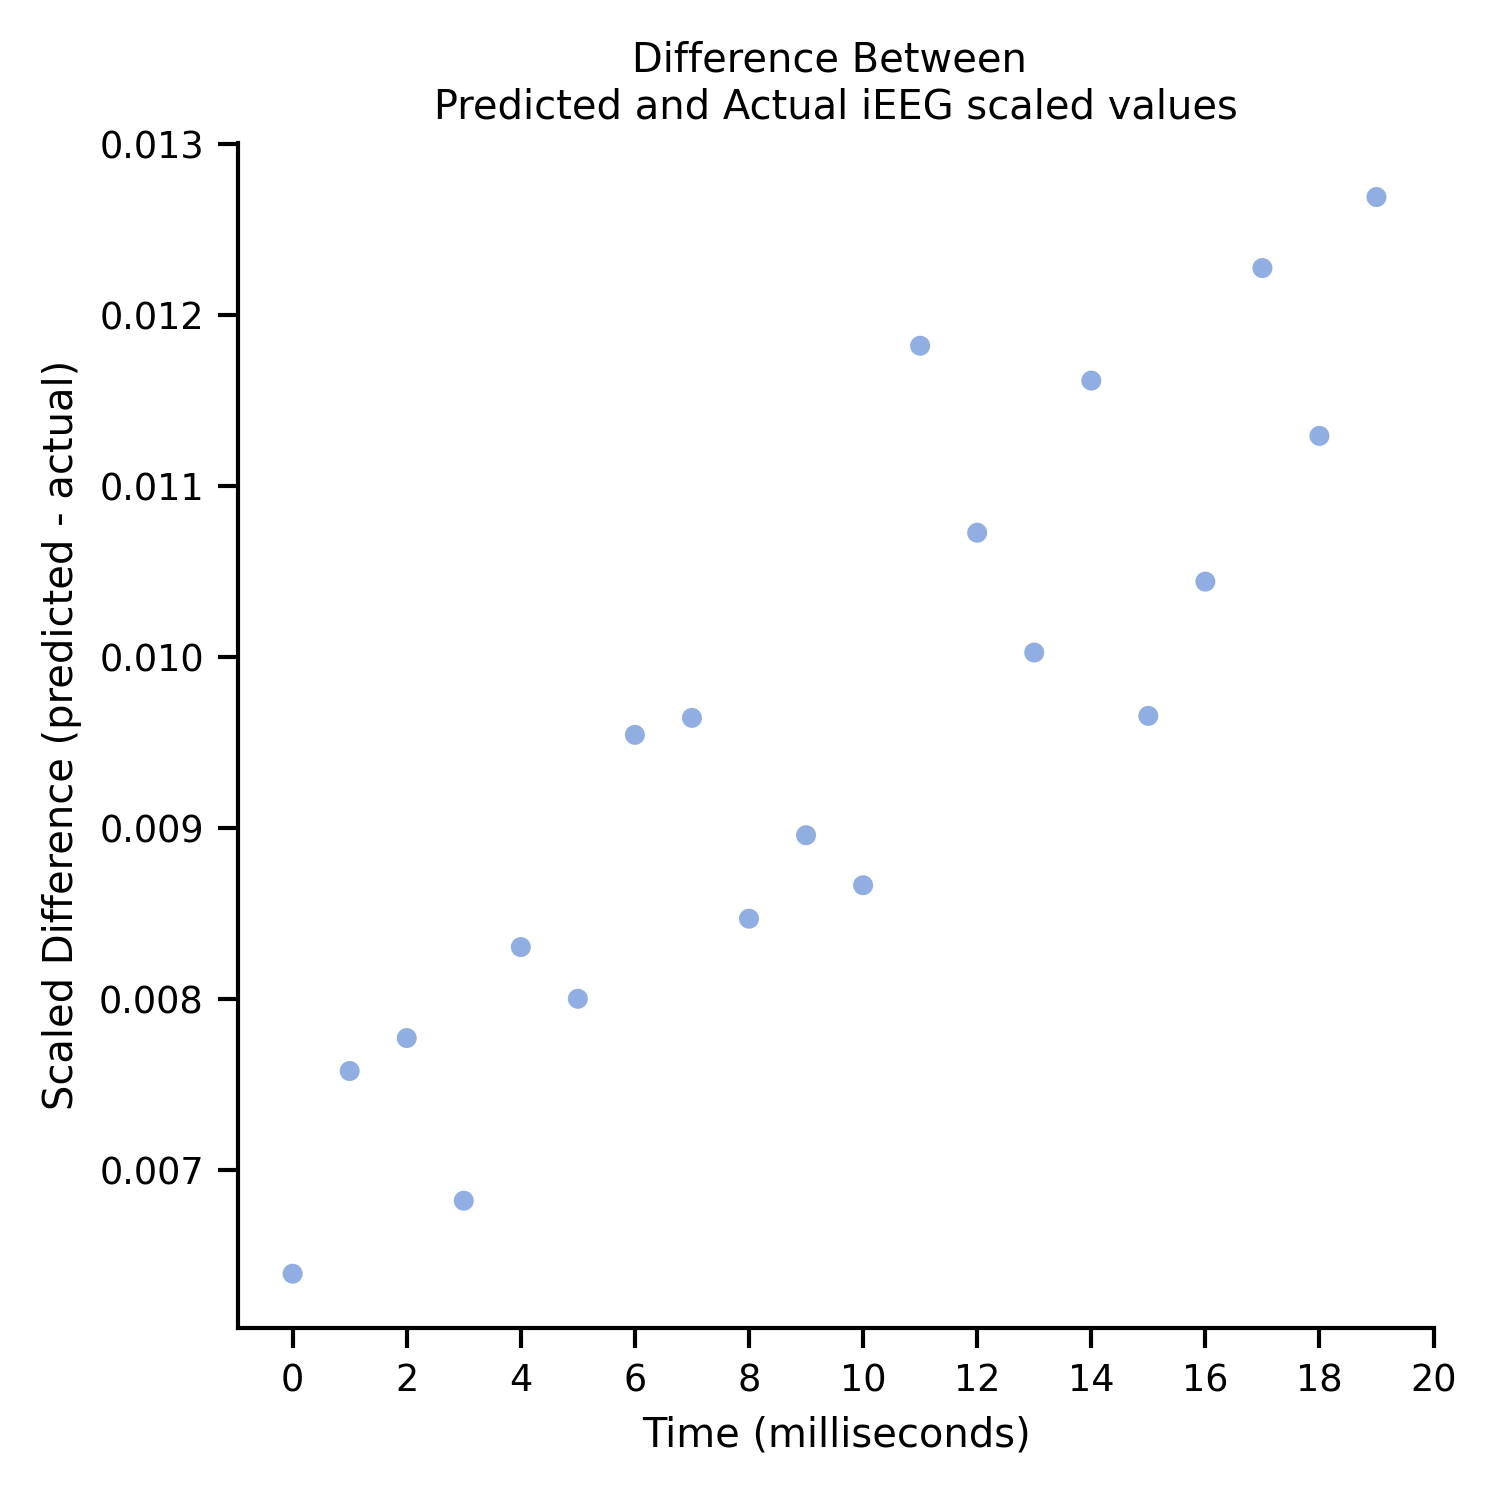 Difference Between
Predicted and Actual iEEG scaled values
0.013
0.012
0.011
0.010
0.009
0.008
0.007
Scaled Difference (predicted - actual)
0 2 4 6 8 10 12 14 16 18 20
Time (milliseconds)